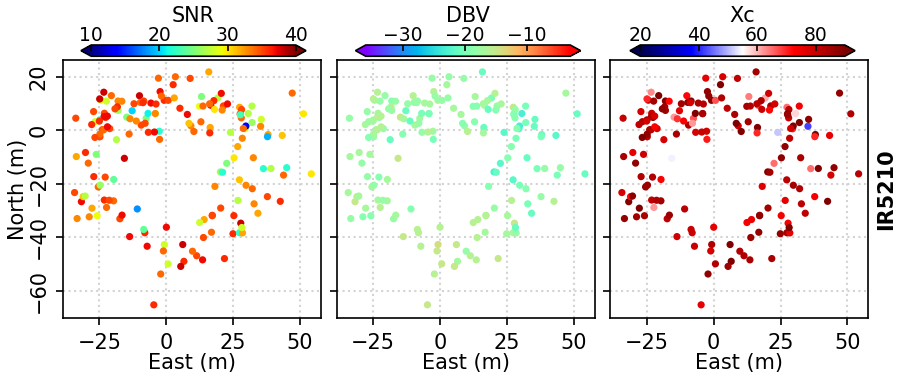 SNR DBV Xc
10 20 30 40 −30 −20 −10 20 40 60 80
20
0
−20
−40
−60
North (m)
IR5210
−25 0 25 50 −25 0 25 50 −25 0 25 50
East (m) East (m) East (m)